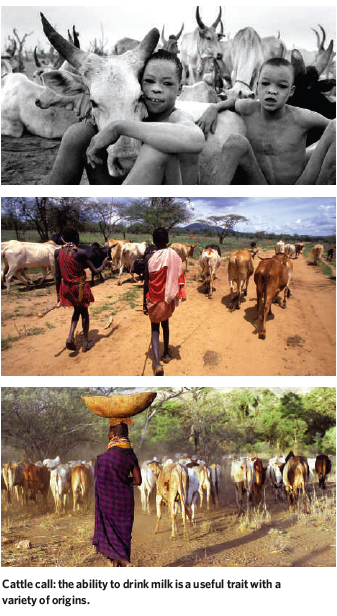 Cattle call: the ability to drink milk is a useful trait with a
variety of origins.